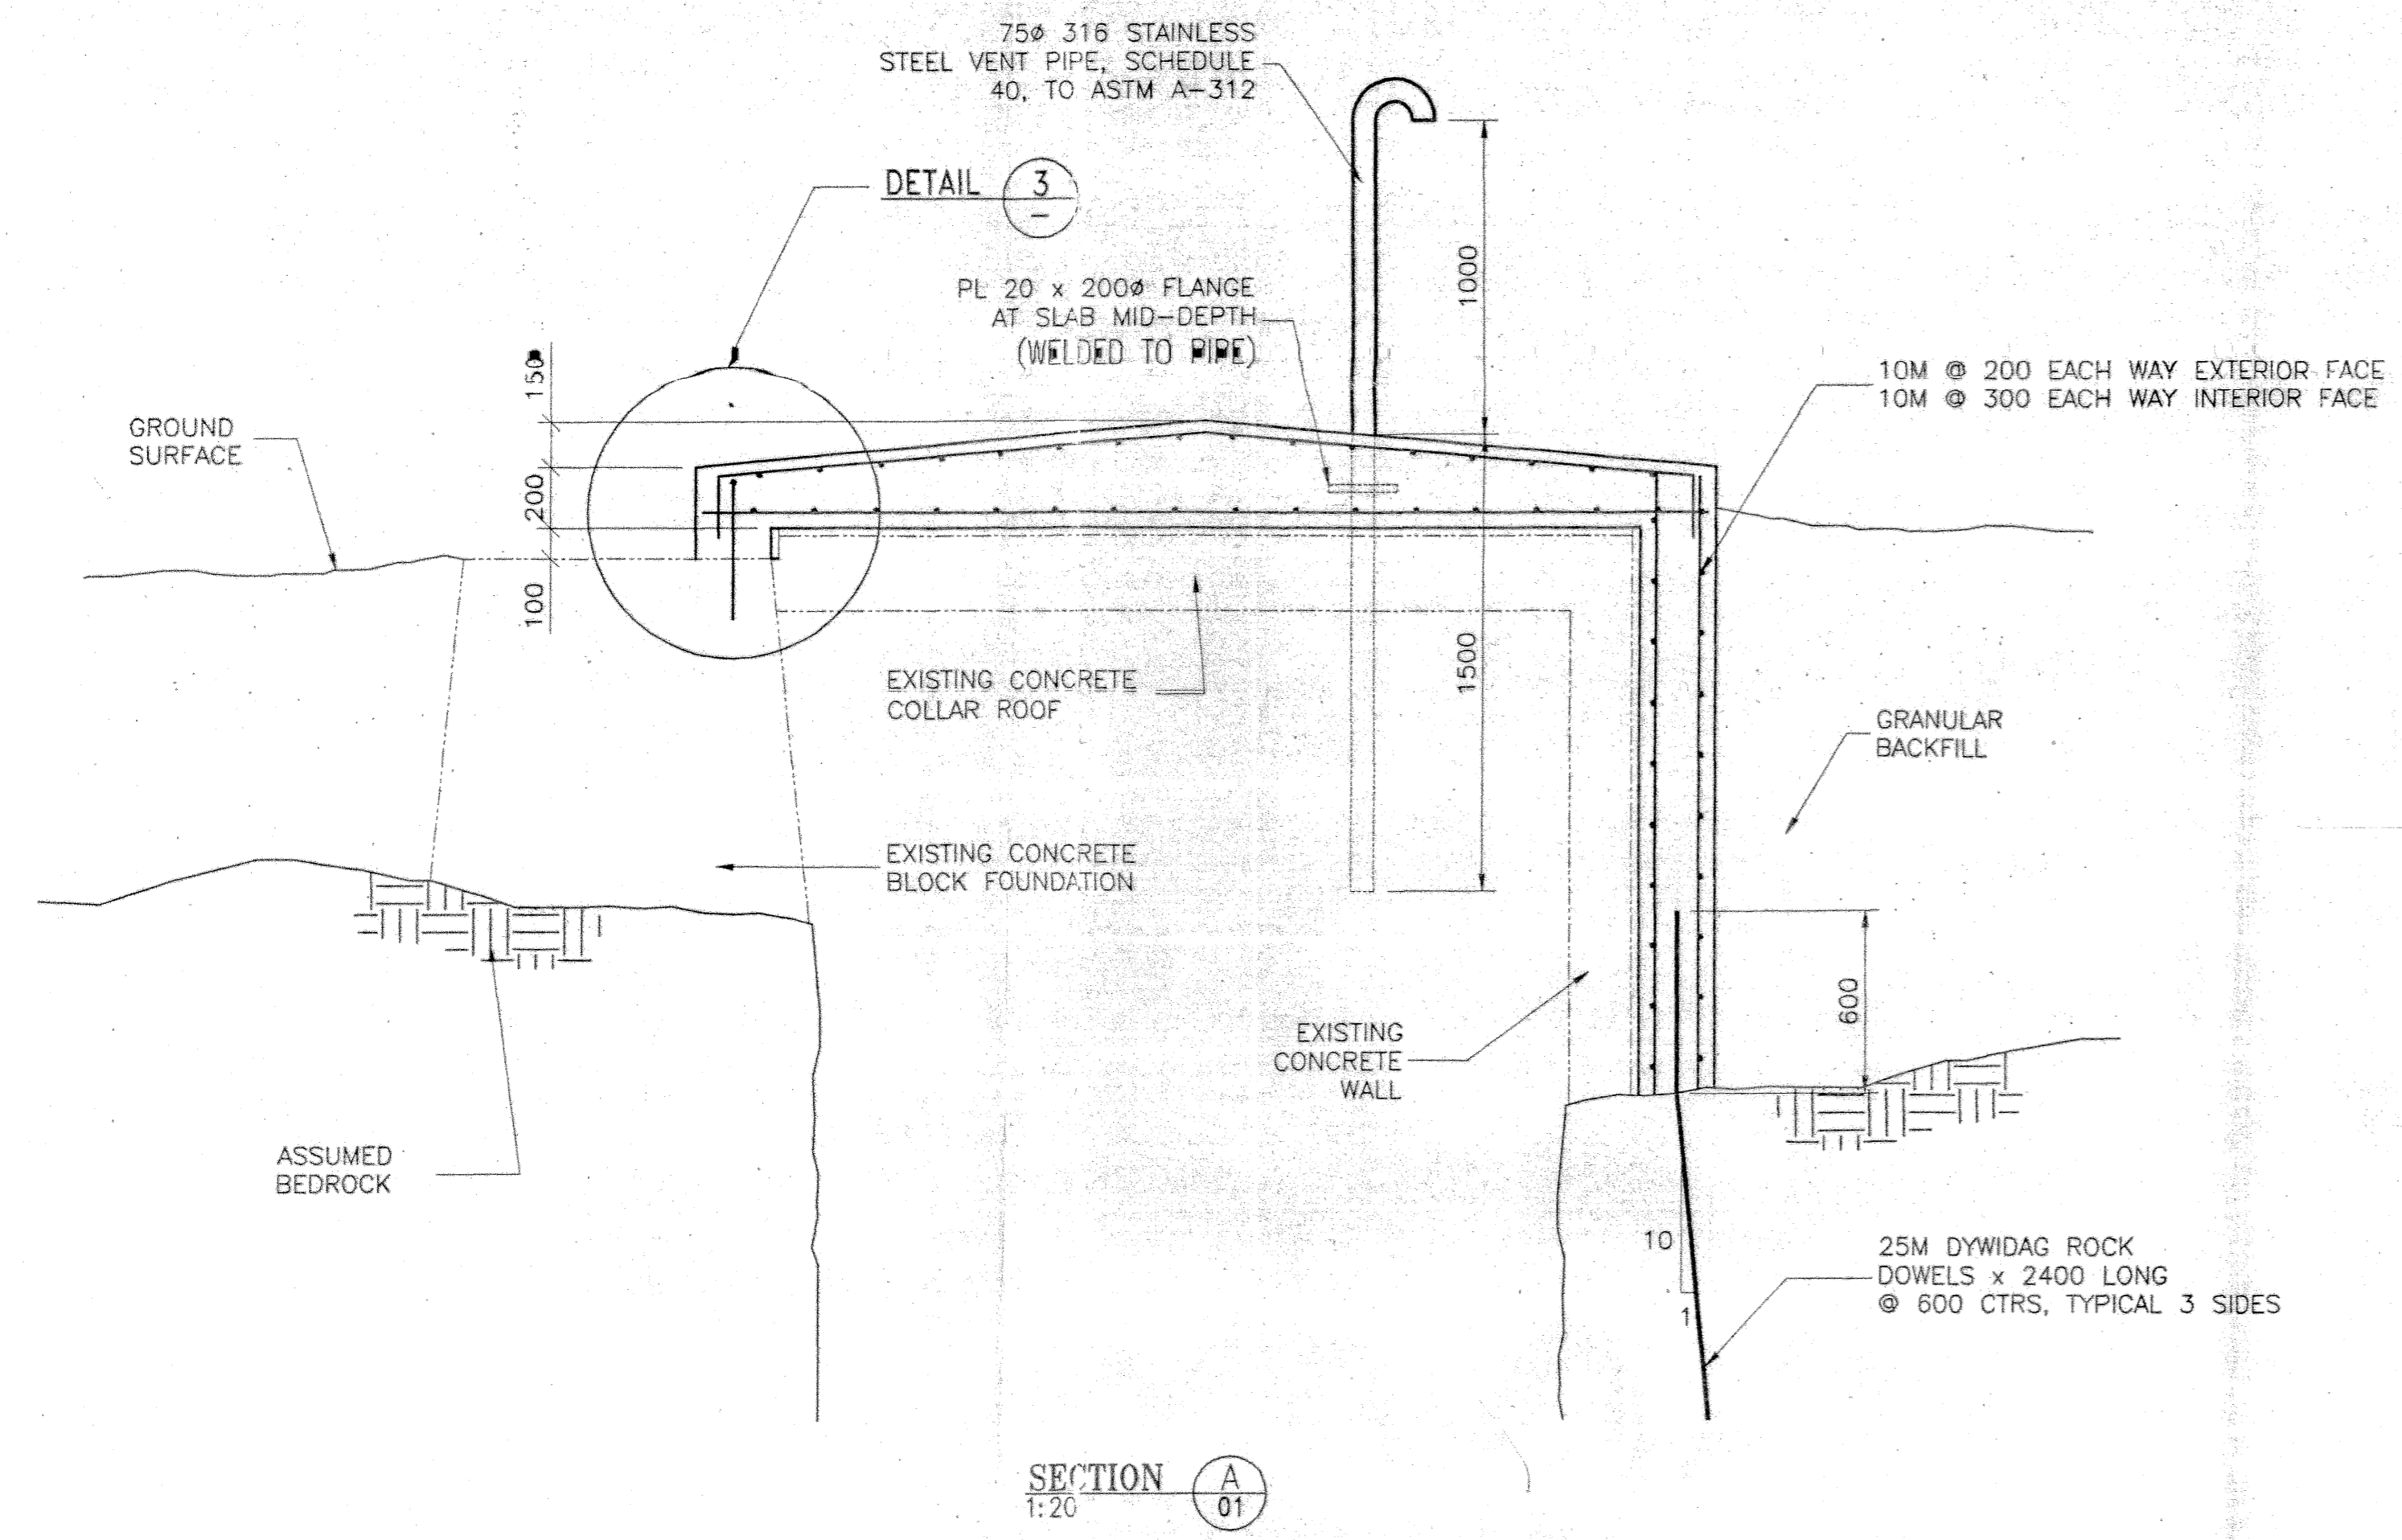 75ø 316 STAINLESS
STEEL VENT PIPE, SCHEDULE
40, TO ASTM A-312
DETAIL 3
-
PL 20 x 200ø FLANGE
AT SLAB MID-DEPTH
(WELDED TO PIPE)
1000
150
10M @ 200 EACH WAY EXTERIOR FACE
10M @ 300 EACH WAY INTERIOR FACE
GROUND
SURFACE
200
100
1500
EXISTING CONCRETE
COLLAR ROOF
GRANULAR
BACKFILL
EXISTING CONCRETE
BLOCK FOUNDATION
600
EXISTING
CONCRETE
WALL
ASSUMED
BEDROCK
10
1
25M DYWIDAG ROCK
DOWELS x 2400 LONG
@ 600 CTRS, TYPICAL 3 SIDES
SECTION A
1:20 01